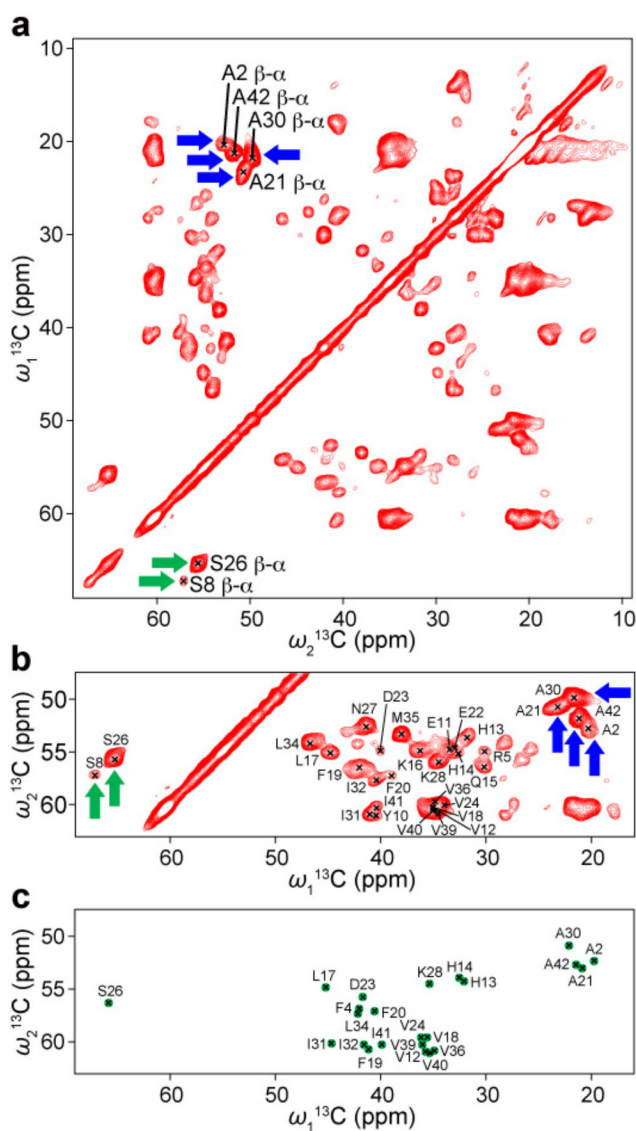 a
10
20
30
40
50
60
ω1 13C (ppm)
A2 β-α
A42 β-α
A30 β-α
A21 β-α
S26 β-α
S8 β-α
60 50 40 30 20 10
ω2 13C (ppm)
b
50
55
60
ω2 13C (ppm)
S8
S26
L34
L17
N27
F19
I32
I31
I41
Y10
M35
D23
K16
F20
K28
E11
E22
H13
H14
R5
Q15
V36
V24
V18
V12
V39
V40
A30
A21
A42
A2
60 50 40 30 20
ω1 13C (ppm)
c
50
55
60
ω2 13C (ppm)
S26
L17
D23
F4
L34
F20
I31
I32
I41
F19
K28
H14
H13
V24
V18
V39
V12
V36
V40
A30
A2
A42
A21
60 50 40 30 20
ω1 13C (ppm)